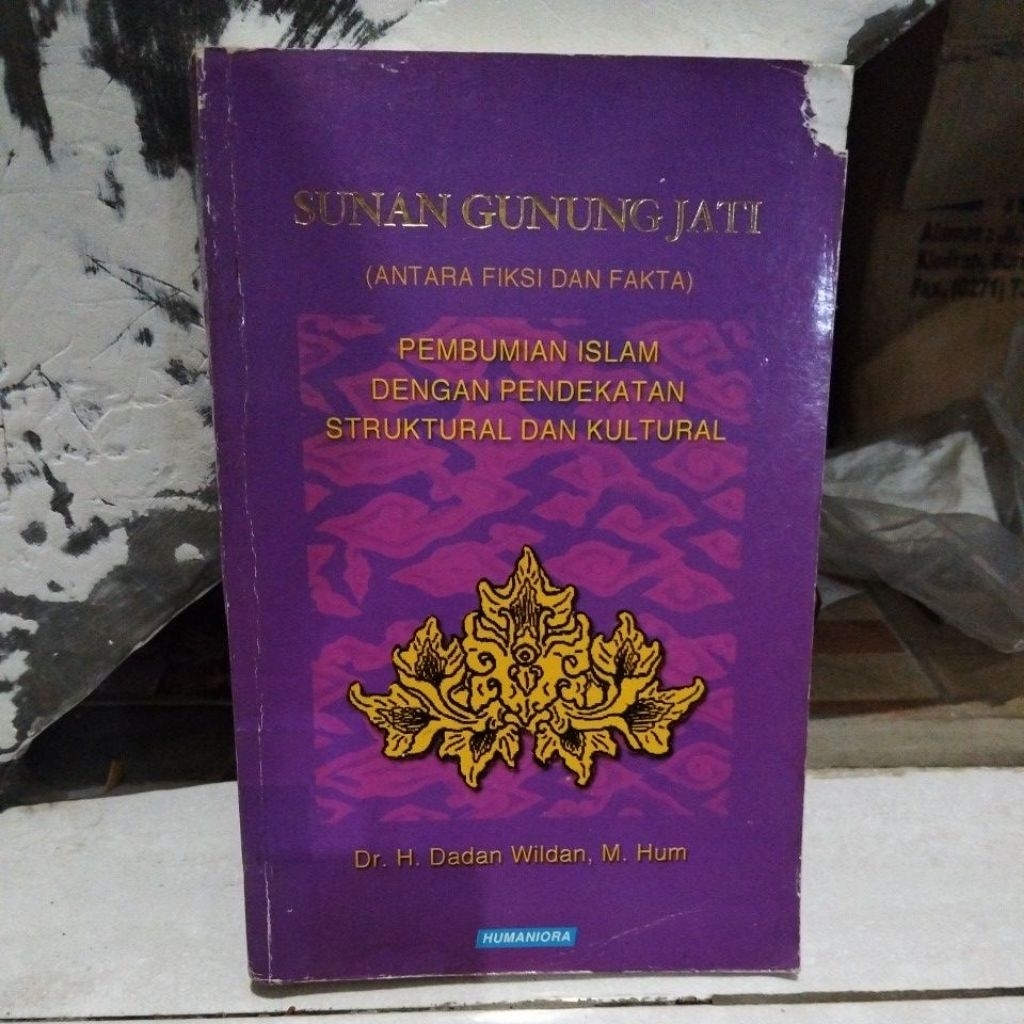 SUNAN GUNUNG JATI
(ANTARA FIKSI DAN FAKTA)
PEMBUMIAN ISLAM
DENGAN PENDEKATAN
STRUKTURAL DAN KULTURAL
Dr. H. Dadan Wildan, M. Hum
HUMANIORA